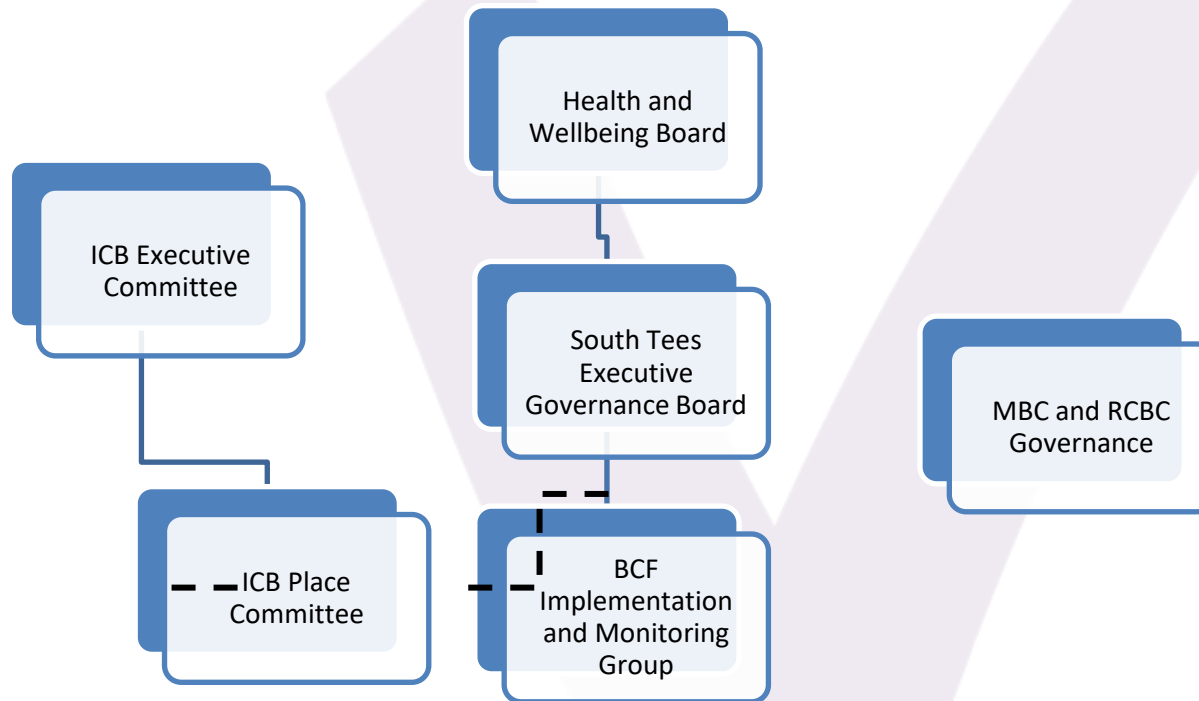 Health and
Wellbeing Board
ICB Executive
Committee
South Tees
Executive
Governance Board
MBC and RCBC
Governance
ICB Place
Committee
BCF
Implementation
and Monitoring
Group